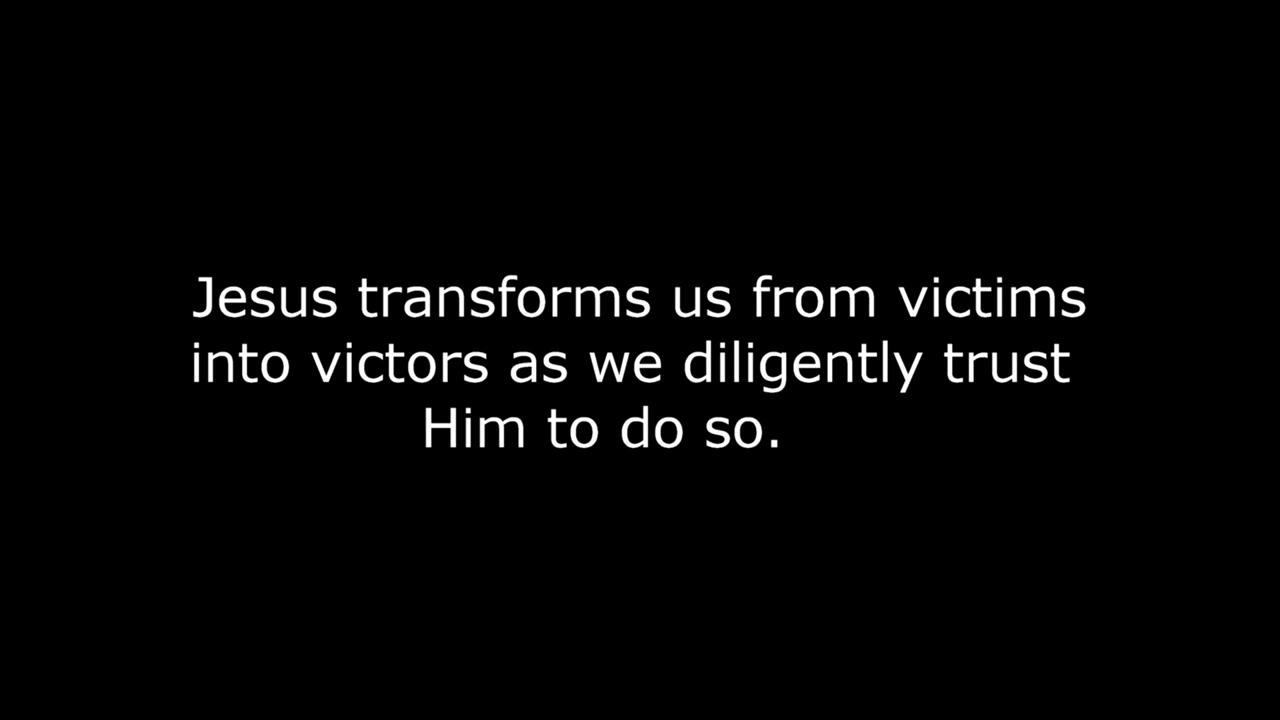 Jesus transforms us from victims
into victors as we diligently trust
Him to do so.